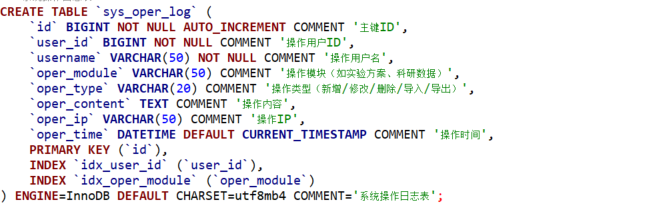 CREATE TABLE `sys_oper_log` (
`id` BIGINT NOT NULL AUTO_INCREMENT COMMENT '主键ID',
`user_id` BIGINT NOT NULL COMMENT '操作用户ID',
`username` VARCHAR(50) NOT NULL COMMENT '操作用户名',
`oper_module` VARCHAR(50) COMMENT '操作模块（如实验方案、科研数据）',
`oper_type` VARCHAR(20) COMMENT '操作类型（新增/修改/删除/导入/导出）',
`oper_content` TEXT COMMENT '操作内容',
`oper_ip` VARCHAR(50) COMMENT '操作IP',
`oper_time` DATETIME DEFAULT CURRENT_TIMESTAMP COMMENT '操作时间',
PRIMARY KEY (`id`),
INDEX `idx_user_id` (`user_id`),
INDEX `idx_oper_module` (`oper_module`)
) ENGINE=InnoDB DEFAULT CHARSET=utf8mb4 COMMENT='系统操作日志表';